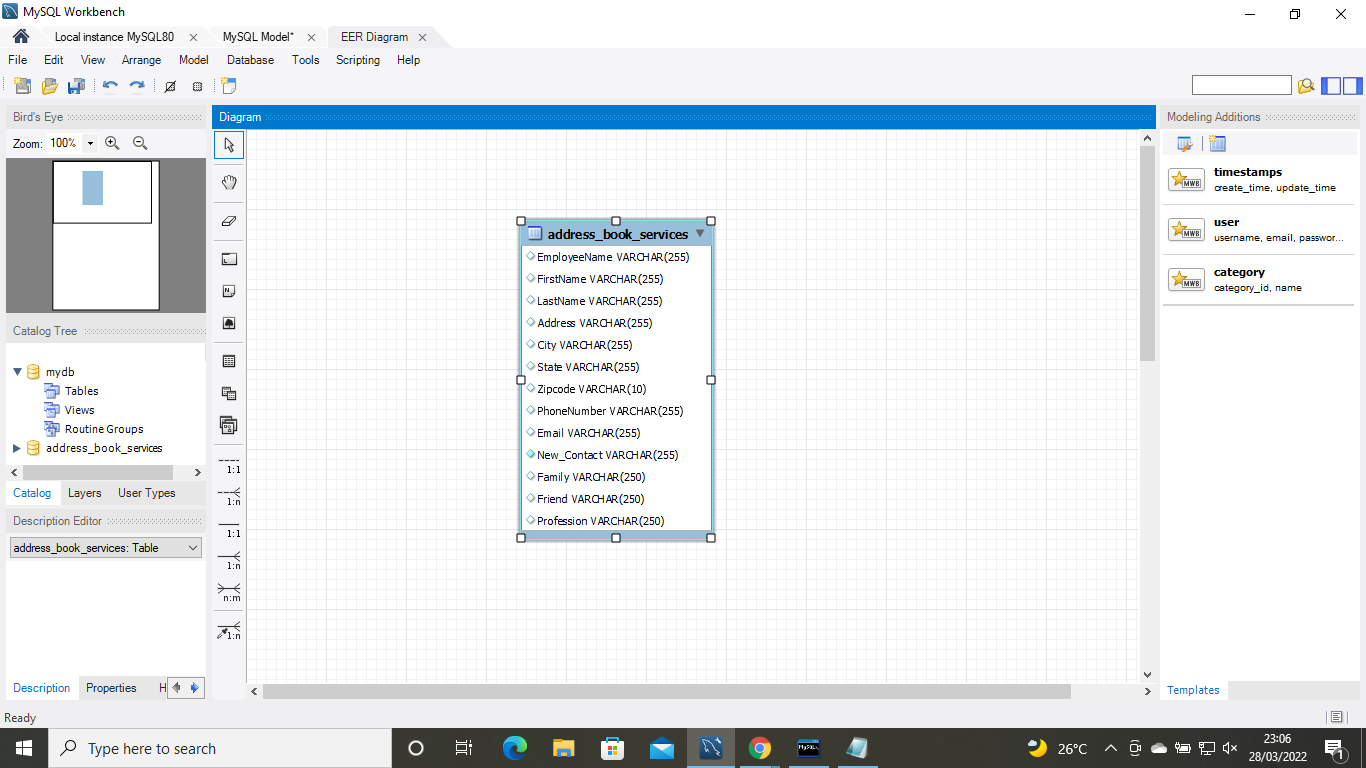 MySQL Workbench
Local instance MySQL80
MySQL Model*
EER Diagram
File Edit View Arrange Model Database Tools Scripting Help
Bird's Eye
Diagram
Modeling Additions
Zoom: 100%
timestamps
create_time, update_time
user
username, email, passwor...
category
category_id, name
address_book_services
EmployeeName VARCHAR(255)
FirstName VARCHAR(255)
LastName VARCHAR(255)
Address VARCHAR(255)
City VARCHAR(255)
State VARCHAR(255)
Zipcode VARCHAR(10)
PhoneNumber VARCHAR(255)
Email VARCHAR(255)
New_Contact VARCHAR(255)
Family VARCHAR(250)
Friend VARCHAR(250)
Profession VARCHAR(250)
Catalog Tree
mydb
Tables
Views
Routine Groups
address_book_services
Catalog Layers User Types
Description Editor
address_book_services: Table
1:1
1:n
1:1
1:n
n:m
1:n
Description Properties H
Templates
Ready
Type here to search
26°C
23:06
28/03/2022
1